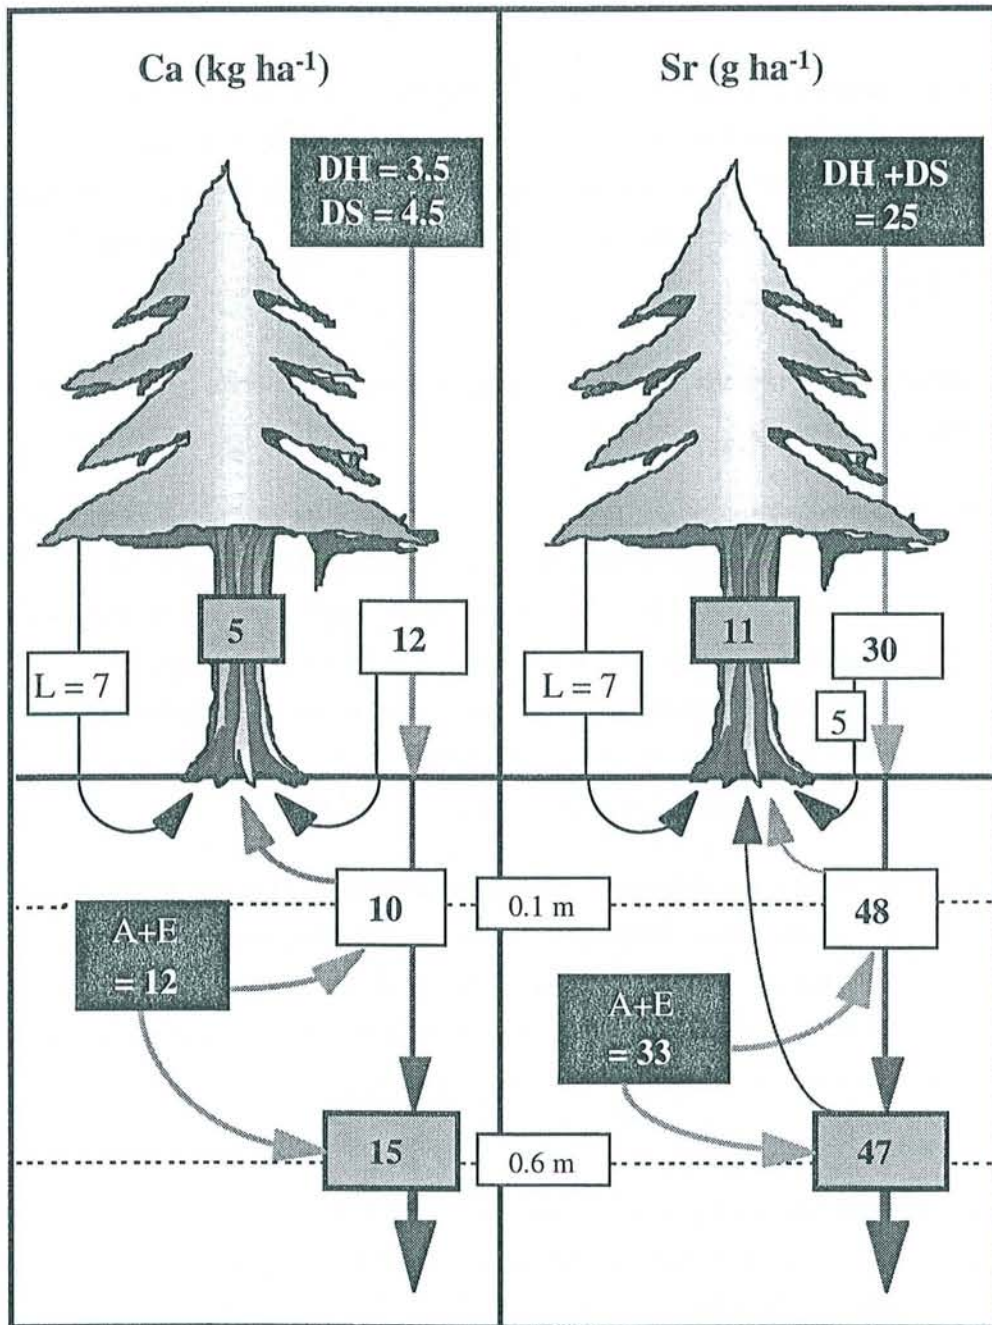 Ca (kg ha⁻¹)
DH = 3.5
DS = 4.5
5
12
L = 7
10
A+E
= 12
15
Sr (g ha⁻¹)
DH +DS
= 25
11
30
L = 7
5
0.1 m
48
A+E
= 33
0.6 m
47